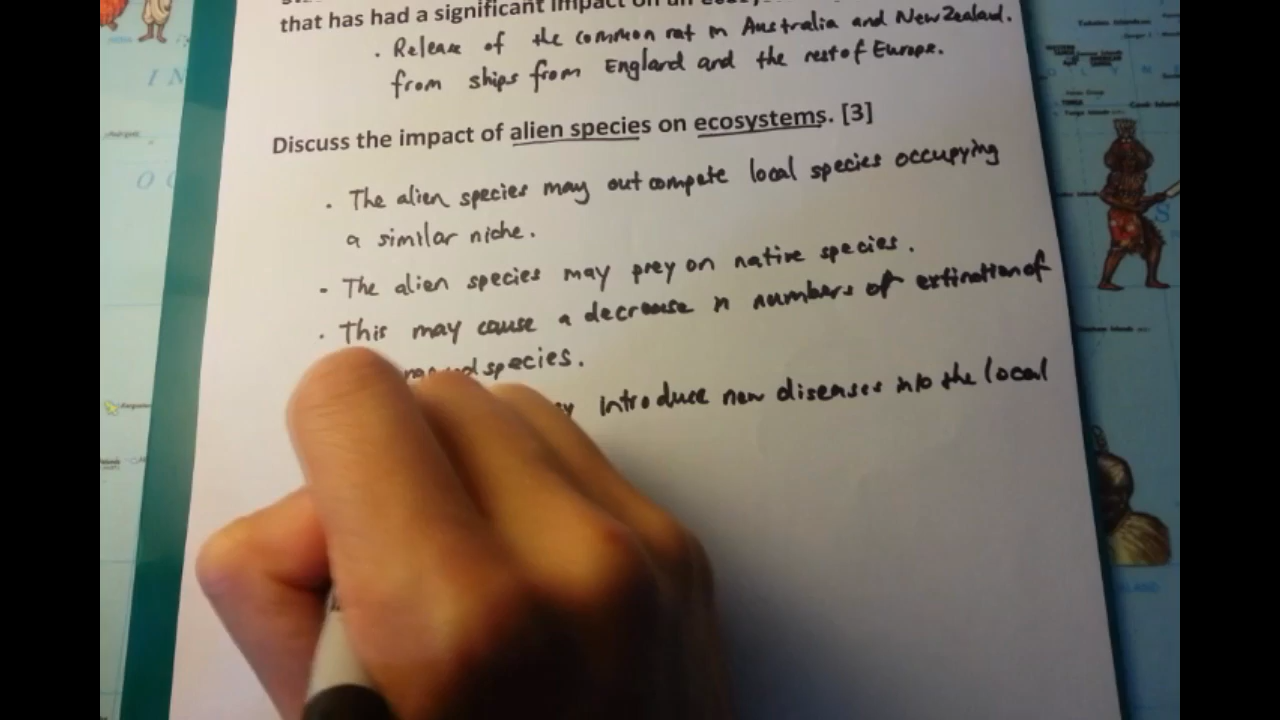 that has had a significant impact on an
· Release of the common rat in Australia and New Zealand.
from ships from England and the rest of Europe.
Discuss the impact of alien species on ecosystems. [3]
· The alien species may out compete local species occupying
a similar niche.
· The alien species may prey on native species.
· This may cause a decrease in numbers of extinction of
species.
introduce new diseases into the local